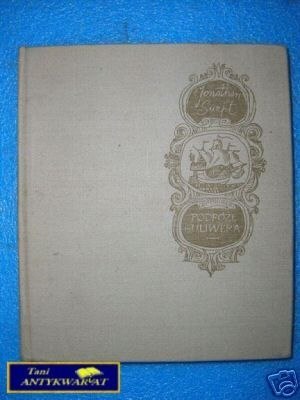 Jonathan
Swift
PODRÓŻE
GULIWERA
Tani
ANTYKWARIAT